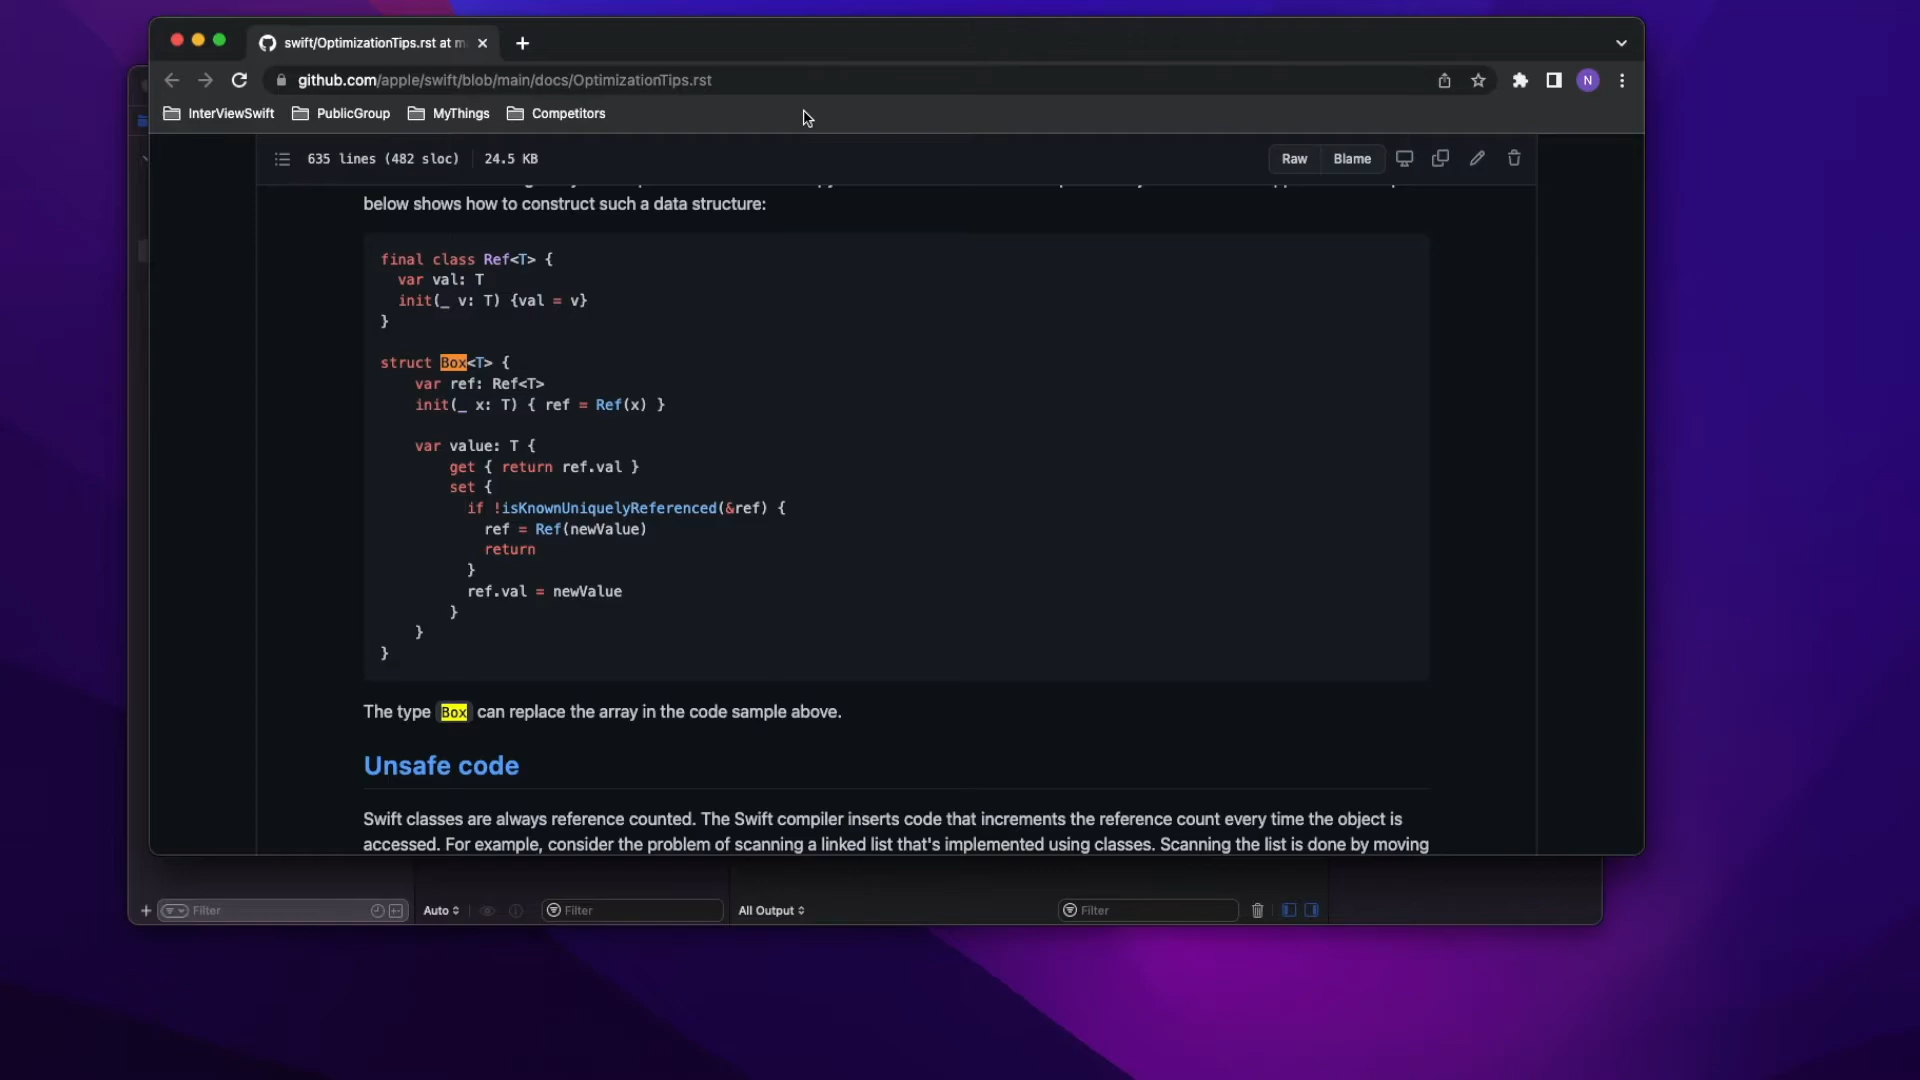 swift/OptimizationTips.rst at m
github.com/apple/swift/blob/main/docs/OptimizationTips.rst
N
InterViewSwift PublicGroup MyThings Competitors
635 lines (482 sloc) 24.5 KB Raw Blame
below shows how to construct such a data structure:
final class Ref<T> {
  var val: T
  init(_ v: T) {val = v}
}
struct Box<T> {
    var ref: Ref<T>
    init(_ x: T) { ref = Ref(x) }
    var value: T {
        get { return ref.val }
        set {
          if !isKnownUniquelyReferenced(&ref) {
            ref = Ref(newValue)
            return
          }
          ref.val = newValue
        }
    }
}
The type Box can replace the array in the code sample above.
Unsafe code
Swift classes are always reference counted. The Swift compiler inserts code that increments the reference count every time the object is
accessed. For example, consider the problem of scanning a linked list that's implemented using classes. Scanning the list is done by moving
Filter Auto Filter All Output Filter